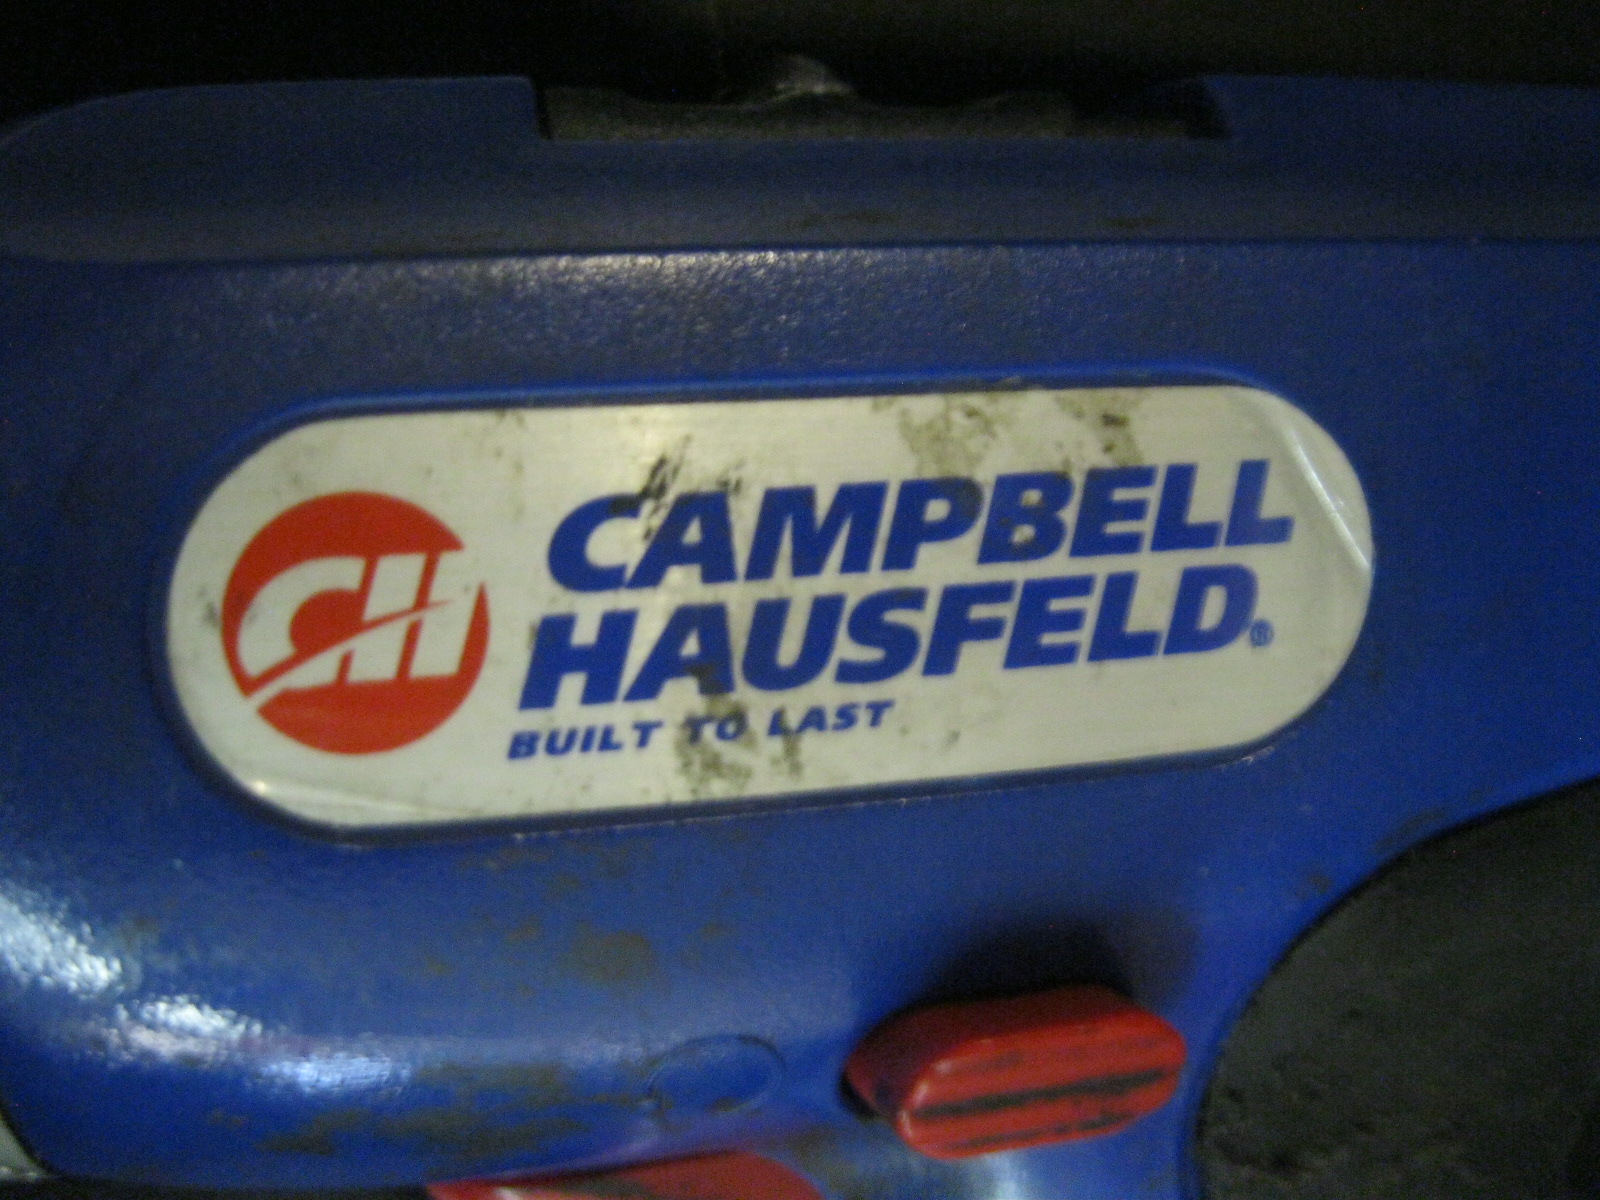 CH
CAMPBELL
HAUSFELD®
BUILT TO LAST